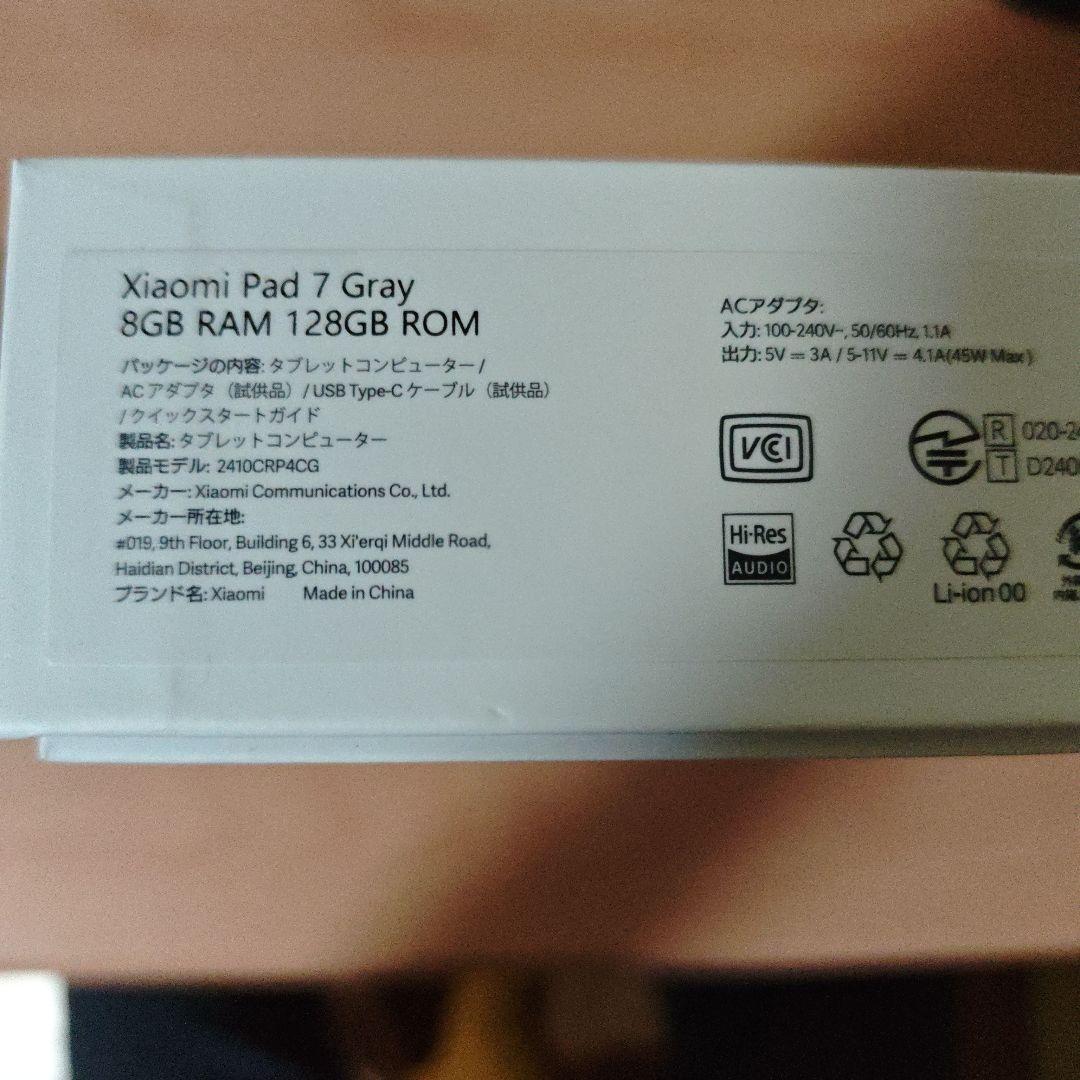 Xiaomi Pad 7 Gray
8GB RAM 128GB ROM
パッケージの内容: タブレットコンピューター /
ACアダプタ（試供品）/ USB Type-C ケーブル（試供品）
/ クイックスタートガイド
製品名: タブレットコンピューター
製品モデル: 2410CRP4CG
メーカー: Xiaomi Communications Co., Ltd.
メーカー所在地:
#019, 9th Floor, Building 6, 33 Xi'erqi Middle Road,
Haidian District, Beijing, China, 100085
ブランド名: Xiaomi Made in China
ACアダプタ:
入力: 100-240V~, 50/60Hz, 1.1A
出力: 5V = 3A / 5-11V = 4.1A(45W Max)
VCCI
R 020-24
T D240
Hi-Res
AUDIO
Li-ion 00